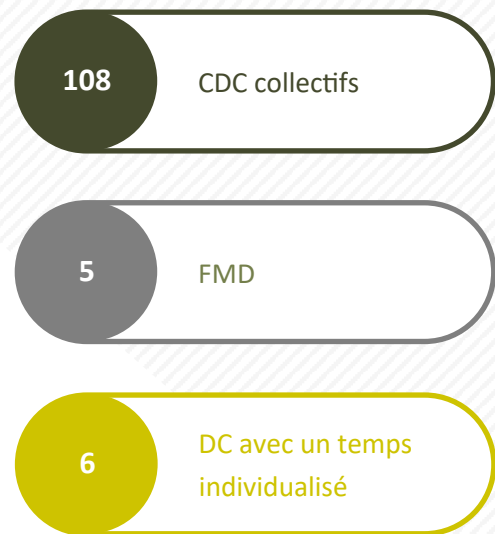 108
CDC collectifs
5
FMD
6
DC avec un temps
individualisé